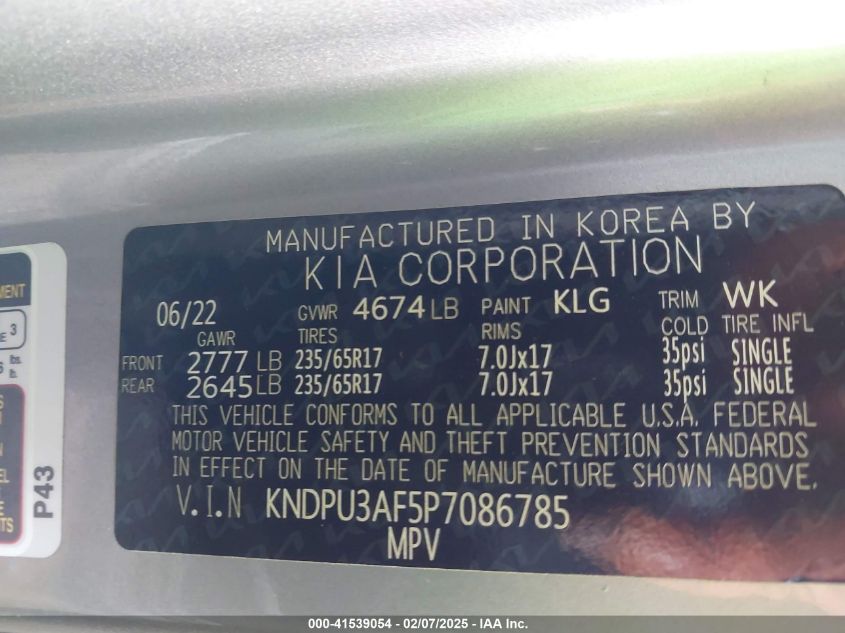 MANUFACTURED IN KOREA BY
KIA CORPORATION
06/22 GVWR 4674 LB PAINT KLG TRIM WK
GAWR TIRES RIMS COLD TIRE INFL
FRONT 2777 LB 235/65R17 7.0Jx17 35psi SINGLE
REAR 2645 LB 235/65R17 7.0Jx17 35psi SINGLE
THIS VEHICLE CONFORMS TO ALL APPLICABLE U.S.A. FEDERAL
MOTOR VEHICLE SAFETY AND THEFT PREVENTION STANDARDS
IN EFFECT ON THE DATE OF MANUFACTURE SHOWN ABOVE.
V.I.N KNDPU3AF5P7086785
MPV
P43
000-41539054 - 02/07/2025 - IAA Inc.